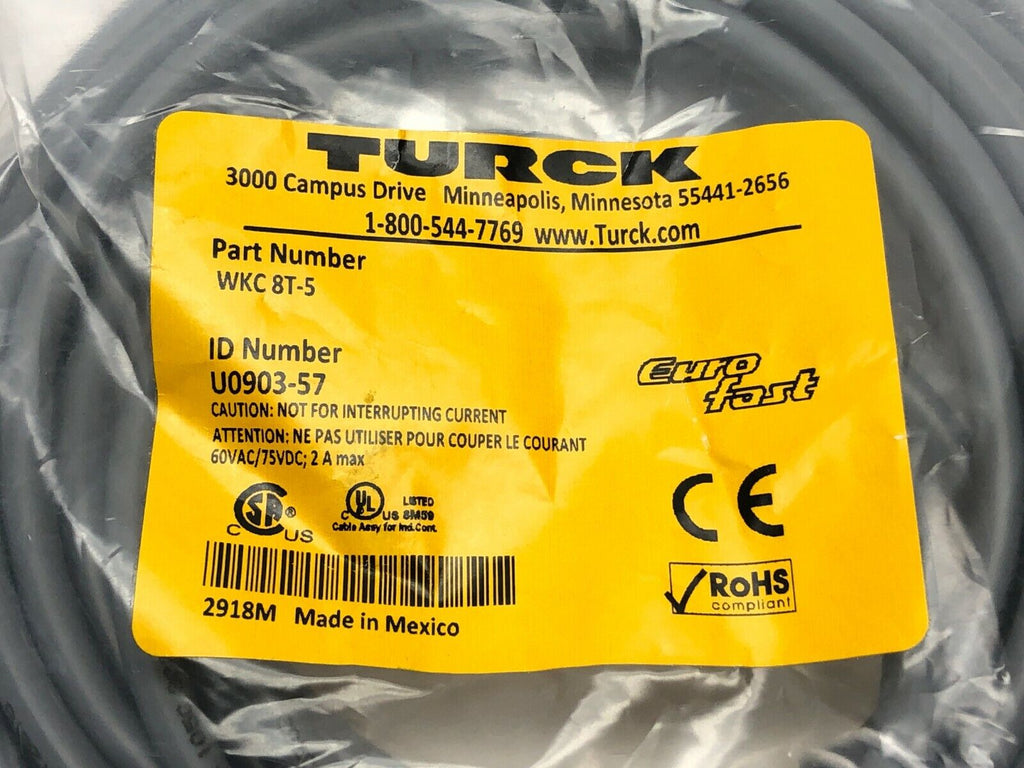 TURCK
3000 Campus Drive Minneapolis, Minnesota 55441-2656
1-800-544-7769 www.Turck.com
Part Number
WKC 8T-5
ID Number
U0903-57
CAUTION: NOT FOR INTERRUPTING CURRENT
ATTENTION: NE PAS UTILISER POUR COUPER LE COURANT
60VAC/75VDC; 2 A max
Euro
fast
C SA ® US
C UL US LISTED 8M59
Cable Assy for Ind.Cont.
CE
RoHS
compliant
2918M Made in Mexico